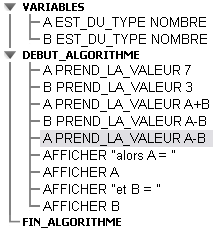 VARIABLES
A EST_DU_TYPE NOMBRE
B EST_DU_TYPE NOMBRE
DEBUT_ALGORITHME
A PREND_LA_VALEUR 7
B PREND_LA_VALEUR 3
A PREND_LA_VALEUR A+B
B PREND_LA_VALEUR A-B
A PREND_LA_VALEUR A-B
AFFICHER "alors A = "
AFFICHER A
AFFICHER "et B = "
AFFICHER B
FIN_ALGORITHME